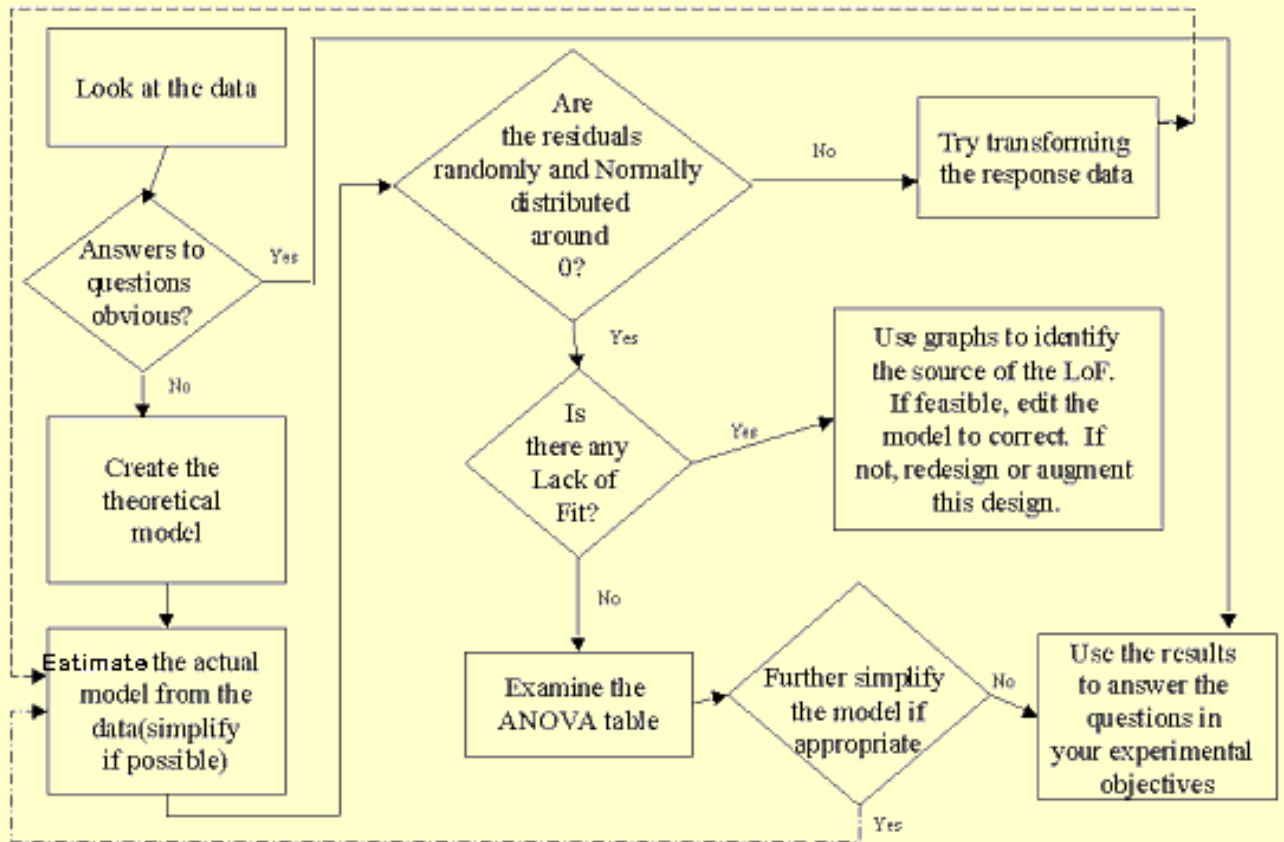 Look at the data
Answers to
questions
obvious?
Yes
No
Create the
theoretical
model
Eatimate the actual
model from the
data(simplify
if possible)
Are
the residuals
randomly and Normally
distributed
around
0?
No
Try transforming
the response data
Yes
Is
there any
Lack of
Fit?
Yes
Use graphs to identify
the source of the LoF.
If feasible, edit the
model to correct. If
not, redesign or augment
this design.
No
Examine the
ANOVA table
Further simplify
the model if
appropriate
No
Yes
Use the results
to answer the
questions in
your experimental
objectives